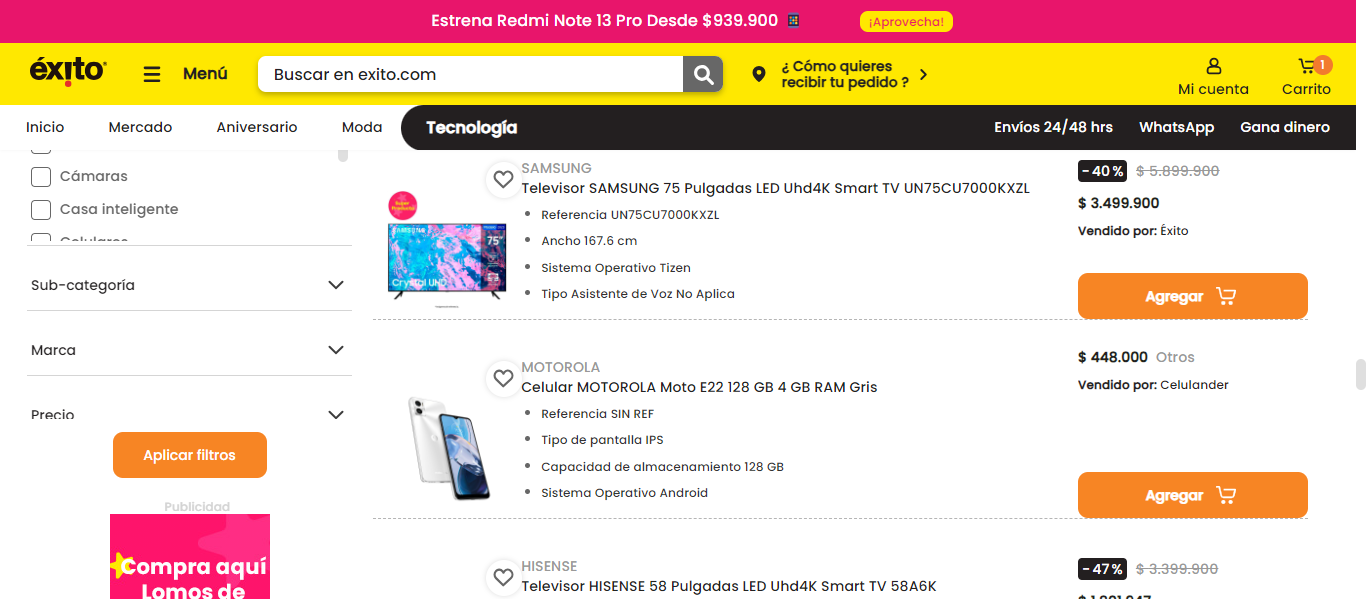 Estrena Redmi Note 13 Pro Desde $939.900
¡Aprovecha!
éxito
Menú
Buscar en exito.com
¿ Cómo quieres
recibir tu pedido ?
Mi cuenta
1
Carrito
Inicio
Mercado
Aniversario
Moda
Tecnología
Envíos 24/48 hrs
WhatsApp
Gana dinero
Cámaras
Casa inteligente
Celulares
Sub-categoría
Marca
Precio
Aplicar filtros
Publicidad
Compra aquí
Lomos de
SAMSUNG
Televisor SAMSUNG 75 Pulgadas LED Uhd4K Smart TV UN75CU7000KXZL
Referencia UN75CU7000KXZL
Ancho 167.6 cm
Sistema Operativo Tizen
Tipo Asistente de Voz No Aplica
SAMSUNG
75"
Crystal UHD
-40%
$ 5.899.900
$ 3.499.900
Vendido por: Éxito
Agregar
MOTOROLA
Celular MOTOROLA Moto E22 128 GB 4 GB RAM Gris
Referencia SIN REF
Tipo de pantalla IPS
Capacidad de almacenamiento 128 GB
Sistema Operativo Android
$ 448.000 Otros
Vendido por: Celulander
Agregar
HISENSE
Televisor HISENSE 58 Pulgadas LED Uhd4K Smart TV 58A6K
-47%
$ 3.399.900